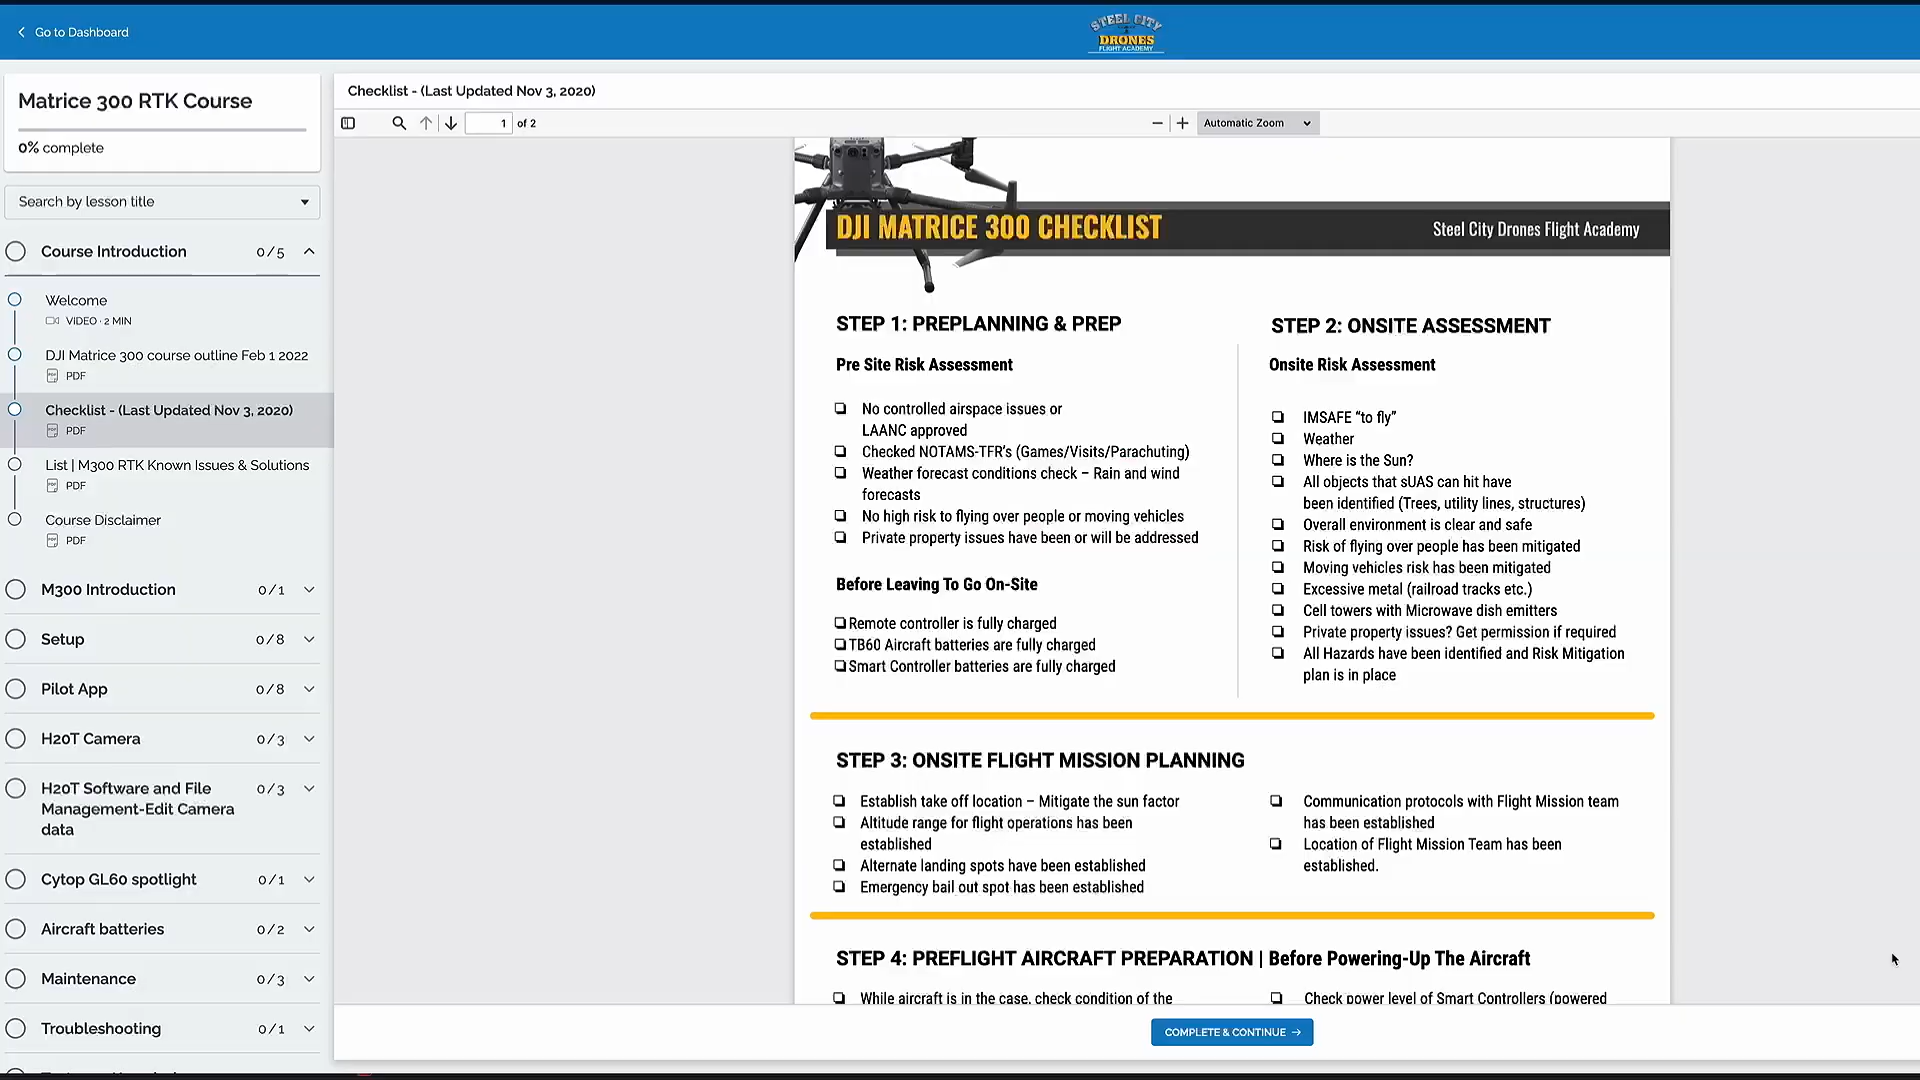 Go to Dashboard
STEEL CITY
DRONES
FLIGHT ACADEMY
Matrice 300 RTK Course
0% complete
Search by lesson title
Course Introduction 0/5
Welcome
VIDEO · 2 MIN
DJI Matrice 300 course outline Feb 1 2022
PDF
Checklist - (Last Updated Nov 3, 2020)
PDF
List | M300 RTK Known Issues & Solutions
PDF
Course Disclaimer
PDF
M300 Introduction 0/1
Setup 0/8
Pilot App 0/8
H20T Camera 0/3
H20T Software and File 0/3
Management-Edit Camera
data
Cytop GL60 spotlight 0/1
Aircraft batteries 0/2
Maintenance 0/3
Troubleshooting 0/1
Checklist - (Last Updated Nov 3, 2020)
1 of 2
Automatic Zoom
DJI MATRICE 300 CHECKLIST
Steel City Drones Flight Academy
STEP 1: PREPLANNING & PREP
Pre Site Risk Assessment
No controlled airspace issues or
LAANC approved
Checked NOTAMS-TFR's (Games/Visits/Parachuting)
Weather forecast conditions check – Rain and wind
forecasts
No high risk to flying over people or moving vehicles
Private property issues have been or will be addressed
Before Leaving To Go On-Site
Remote controller is fully charged
TB60 Aircraft batteries are fully charged
Smart Controller batteries are fully charged
STEP 2: ONSITE ASSESSMENT
Onsite Risk Assessment
IMSAFE “to fly”
Weather
Where is the Sun?
All objects that sUAS can hit have
been identified (Trees, utility lines, structures)
Overall environment is clear and safe
Risk of flying over people has been mitigated
Moving vehicles risk has been mitigated
Excessive metal (railroad tracks etc.)
Cell towers with Microwave dish emitters
Private property issues? Get permission if required
All Hazards have been identified and Risk Mitigation
plan is in place
STEP 3: ONSITE FLIGHT MISSION PLANNING
Establish take off location – Mitigate the sun factor
Altitude range for flight operations has been
established
Alternate landing spots have been established
Emergency bail out spot has been established
Communication protocols with Flight Mission team
has been established
Location of Flight Mission Team has been
established.
STEP 4: PREFLIGHT AIRCRAFT PREPARATION | Before Powering-Up The Aircraft
While aircraft is in the case, check condition of the
Check power level of Smart Controllers (powered
COMPLETE & CONTINUE →